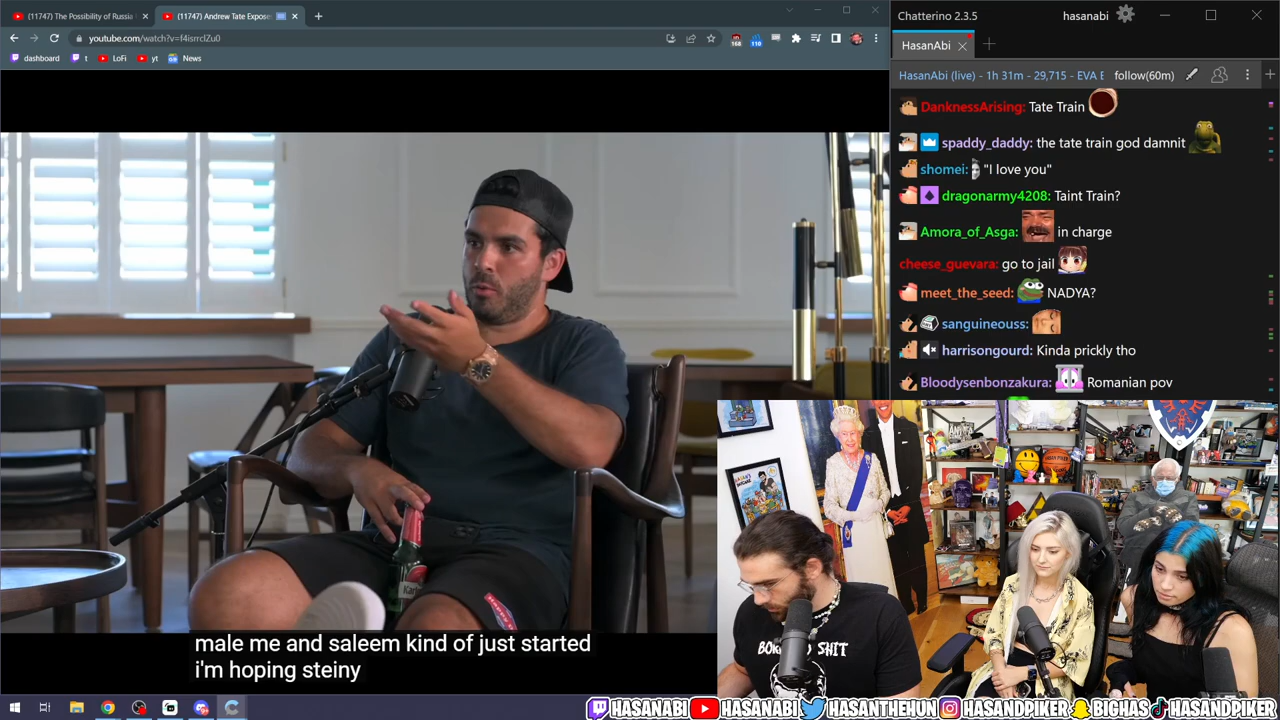 (11747) The Possibility of Russia
(11747) Andrew Tate Expose
youtube.com/watch?v=f4isrrclZu0
168
110
dashboard
t
LoFi
yt
News
male me and saleem kind of just started
i'm hoping steiny
Chatterino 2.3.5
hasanabi
HasanAbi
HasanAbi (live) - 1h 31m - 29,715 - EVA E
follow(60m)
DanknessArising: Tate Train
spaddy_daddy: the tate train god damnit
shomei: "I love you"
dragonarmy4208: Taint Train?
Amora_of_Asga: in charge
cheese_guevara: go to jail
meet_the_seed: NADYA?
sanguineouss:
harrisongourd: Kinda prickly tho
Bloodysenbonzakura: Romanian pov
HASANABI HASANABI HASANTHEHUN HASANDPIKER BIGHAS HASANDPIKER